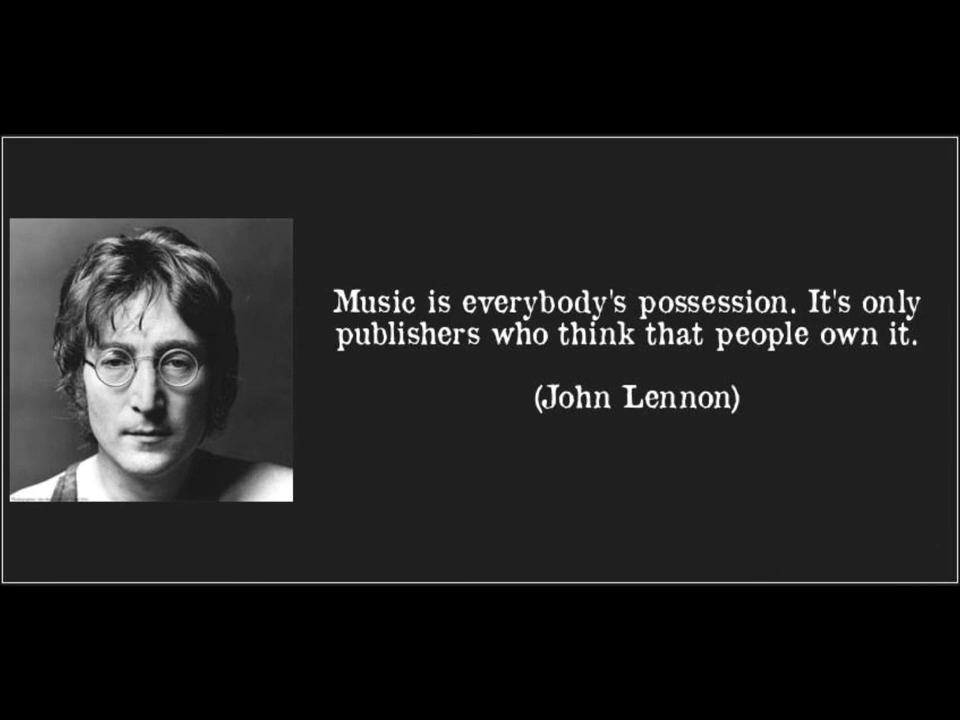 Music is everybody's possession. It's only
publishers who think that people own it.
(John Lennon)